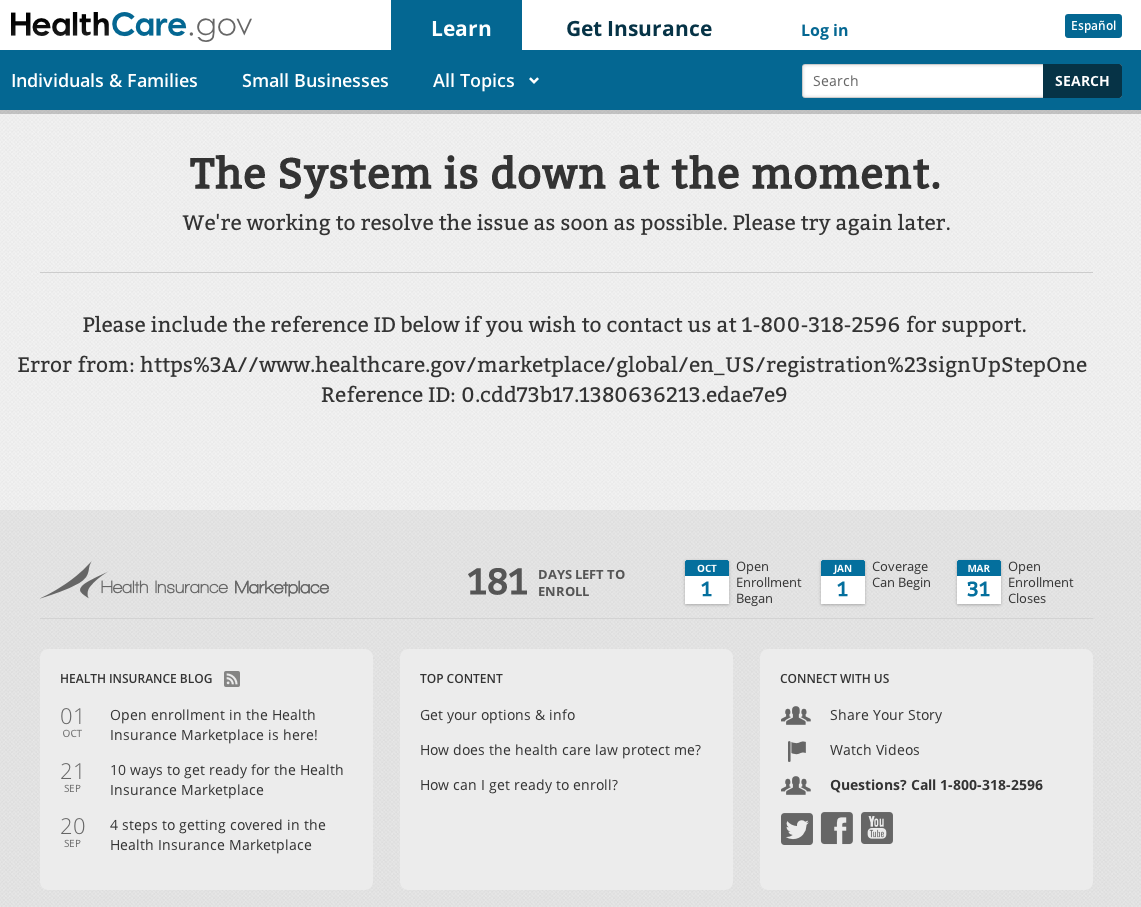 HealthCare.gov
Learn
Get Insurance
Log in
Español
Individuals & Families
Small Businesses
All Topics
Search
SEARCH
The System is down at the moment.
We're working to resolve the issue as soon as possible. Please try again later.
Please include the reference ID below if you wish to contact us at 1-800-318-2596 for support.
Error from: https%3A//www.healthcare.gov/marketplace/global/en_US/registration%23signUpStepOne
Reference ID: 0.cdd73b17.1380636213.edae7e9
Health Insurance Marketplace
181
DAYS LEFT TO
ENROLL
OCT
1
Open
Enrollment
Began
JAN
1
Coverage
Can Begin
MAR
31
Open
Enrollment
Closes
HEALTH INSURANCE BLOG
01
OCT
Open enrollment in the Health
Insurance Marketplace is here!
21
SEP
10 ways to get ready for the Health
Insurance Marketplace
20
SEP
4 steps to getting covered in the
Health Insurance Marketplace
TOP CONTENT
Get your options & info
How does the health care law protect me?
How can I get ready to enroll?
CONNECT WITH US
Share Your Story
Watch Videos
Questions? Call 1-800-318-2596
You
Tube